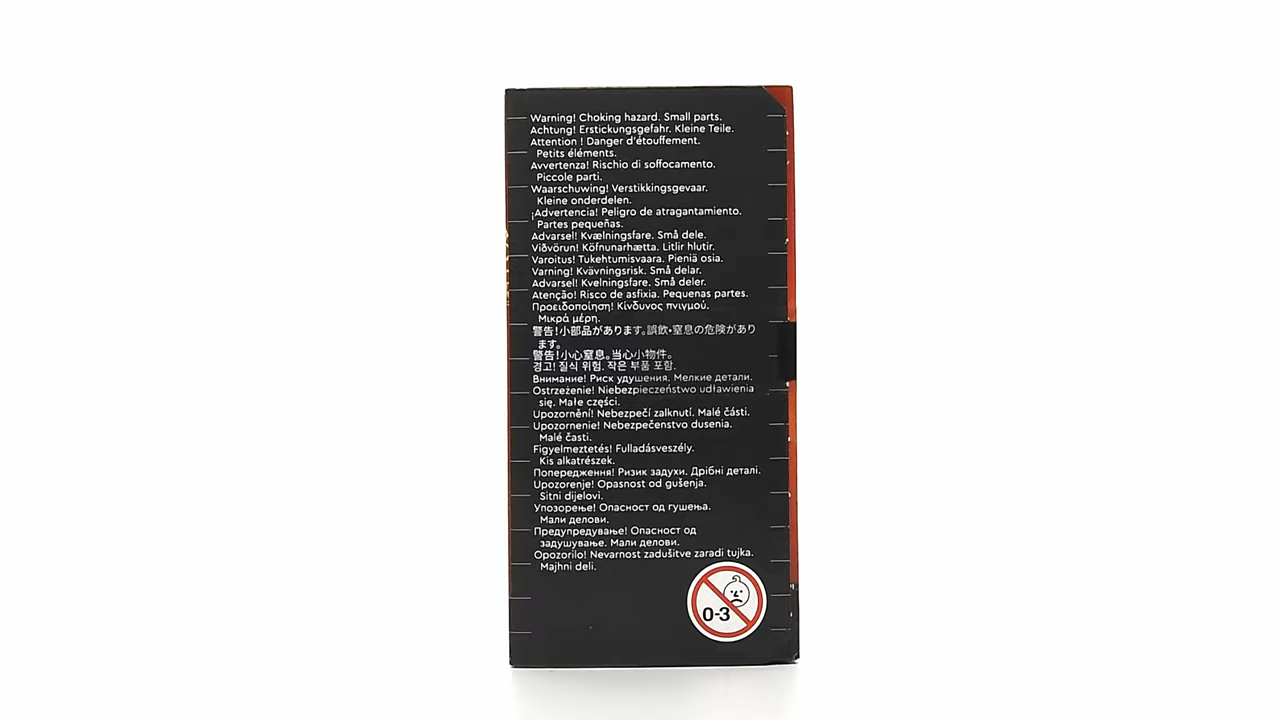 Warning! Choking hazard. Small parts.
Achtung! Erstickungsgefahr. Kleine Teile.
Attention ! Danger d'étouffement.
Petits éléments.
Avvertenza! Rischio di soffocamento.
Piccole parti.
Waarschuwing! Verstikkingsgevaar.
Kleine onderdelen.
¡Advertencia! Peligro de atragantamiento.
Partes pequeñas.
Advarsel! Kvælningsfare. Små dele.
Viðvörun! Köfnunarhætta. Litlir hlutir.
Varoitus! Tukehtumisvaara. Pieniä osia.
Varning! Kvävningsrisk. Små delar.
Advarsel! Kvelningsfare. Små deler.
Atenção! Risco de asfixia. Pequenas partes.
Προειδοποίηση! Κίνδυνος πνιγμού.
Μικρά μέρη.
警告!小部品があります。誤飲・窒息の危険があり
ます。
警告!小心窒息。当心小物件。
경고! 질식 위험. 작은 부품 포함.
Внимание! Риск удушения. Мелкие детали.
Ostrzeżenie! Niebezpieczeństwo udławienia
się. Małe części.
Upozornění! Nebezpečí zalknutí. Malé části.
Upozornenie! Nebezpečenstvo dusenia.
Malé časti.
Figyelmeztetés! Fulladásveszély.
Kis alkatrészek.
Попередження! Ризик задухи. Дрібні деталі.
Upozorenje! Opasnost od gušenja.
Sitni dijelovi.
Упозорење! Опасност од гушења.
Мали делови.
Предупредување! Опасност од
задушување. Мали делови.
Opozorilo! Nevarnost zadušitve zaradi tujka.
Majhni deli.
0-3